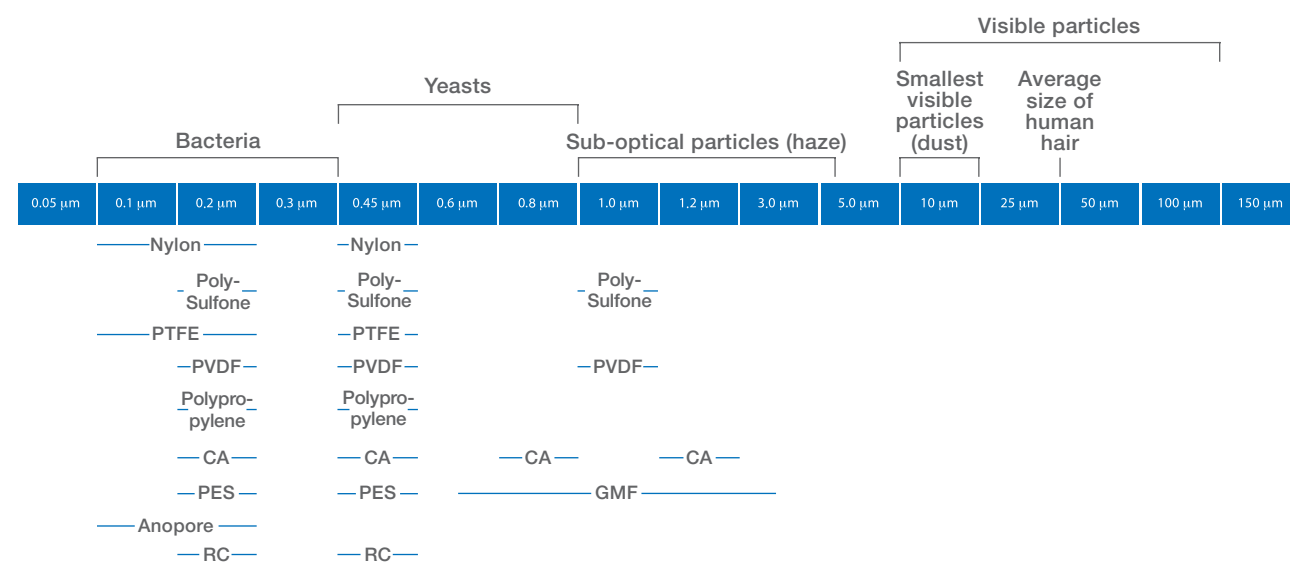 Visible particles
Smallest
visible
particles
(dust)
Average
size of
human
hair
Yeasts
Bacteria
Sub-optical particles (haze)
0.05 µm 0.1 µm 0.2 µm 0.3 µm 0.45 µm 0.6 µm 0.8 µm 1.0 µm 1.2 µm 3.0 µm 5.0 µm 10 µm 25 µm 50 µm 100 µm 150 µm
Nylon Nylon
Poly-
Sulfone
Poly-
Sulfone
Poly-
Sulfone
PTFE PTFE
PVDF PVDF PVDF
Polypro-
pylene
Polypro-
pylene
CA CA CA CA
PES PES GMF
Anopore
RC RC